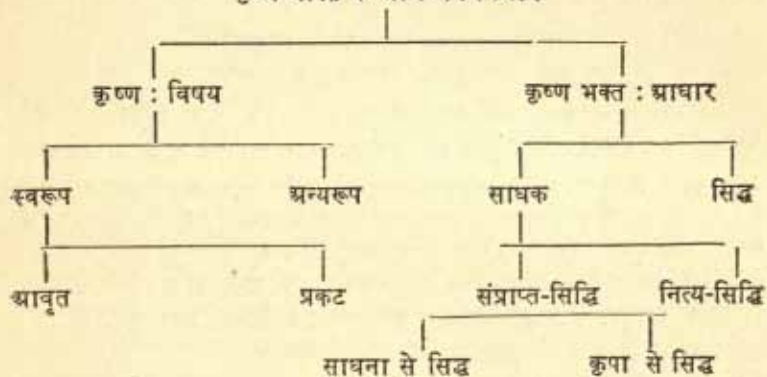 कृष्ण : विषय कृष्ण भक्त : आधार
स्वरूप अन्यरूप साधक सिद्ध
आवृत प्रकट संप्राप्त-सिद्धि नित्य-सिद्धि
साधना से सिद्ध कृपा से सिद्ध